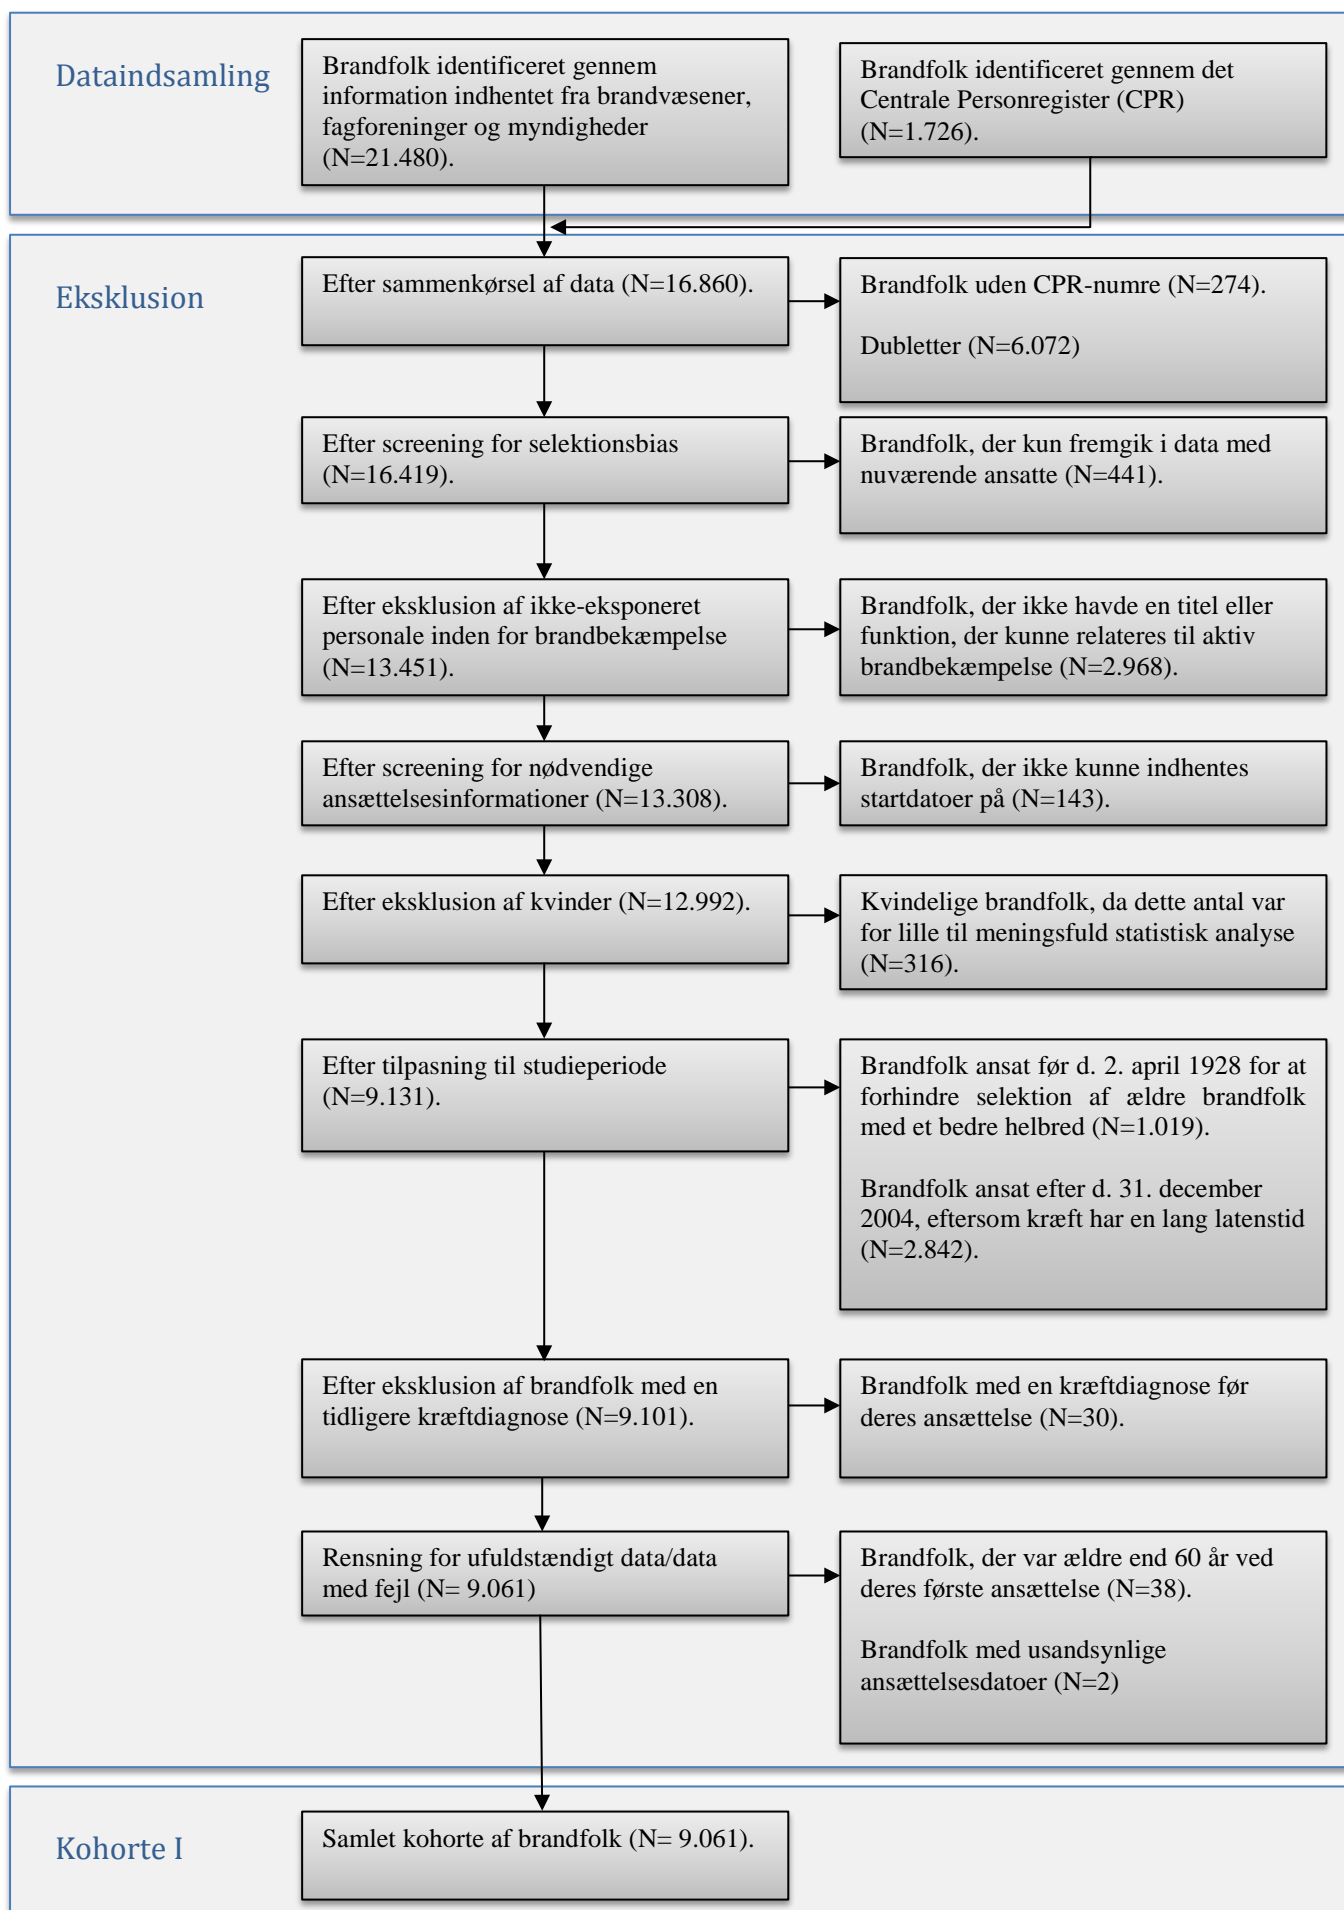 Dataindsamling
Brandfolk identificeret gennem
information indhentet fra brandvæsener,
fagforeninger og myndigheder
(N=21.480).
Brandfolk identificeret gennem det
Centrale Personregister (CPR)
(N=1.726).
Eksklusion
Efter sammenkørsel af data (N=16.860).
Brandfolk uden CPR-numre (N=274).
Dubletter (N=6.072)
Efter screening for selektionsbias
(N=16.419).
Brandfolk, der kun fremgik i data med
nuværende ansatte (N=441).
Efter eksklusion af ikke-eksponeret
personale inden for brandbekæmpelse
(N=13.451).
Brandfolk, der ikke havde en titel eller
funktion, der kunne relateres til aktiv
brandbekæmpelse (N=2.968).
Efter screening for nødvendige
ansættelsesinformationer (N=13.308).
Brandfolk, der ikke kunne indhentes
startdatoer på (N=143).
Efter eksklusion af kvinder (N=12.992).
Kvindelige brandfolk, da dette antal var
for lille til meningsfuld statistisk analyse
(N=316).
Efter tilpasning til studieperiode
(N=9.131).
Brandfolk ansat før d. 2. april 1928 for at
forhindre selektion af ældre brandfolk
med et bedre helbred (N=1.019).
Brandfolk ansat efter d. 31. december
2004, eftersom kræft har en lang latenstid
(N=2.842).
Efter eksklusion af brandfolk med en
tidligere kræftdiagnose (N=9.101).
Brandfolk med en kræftdiagnose før
deres ansættelse (N=30).
Rensning for ufuldstændigt data/data
med fejl (N= 9.061)
Brandfolk, der var ældre end 60 år ved
deres første ansættelse (N=38).
Brandfolk med usandsynlige
ansættelsesdatoer (N=2)
Kohorte I
Samlet kohorte af brandfolk (N= 9.061).